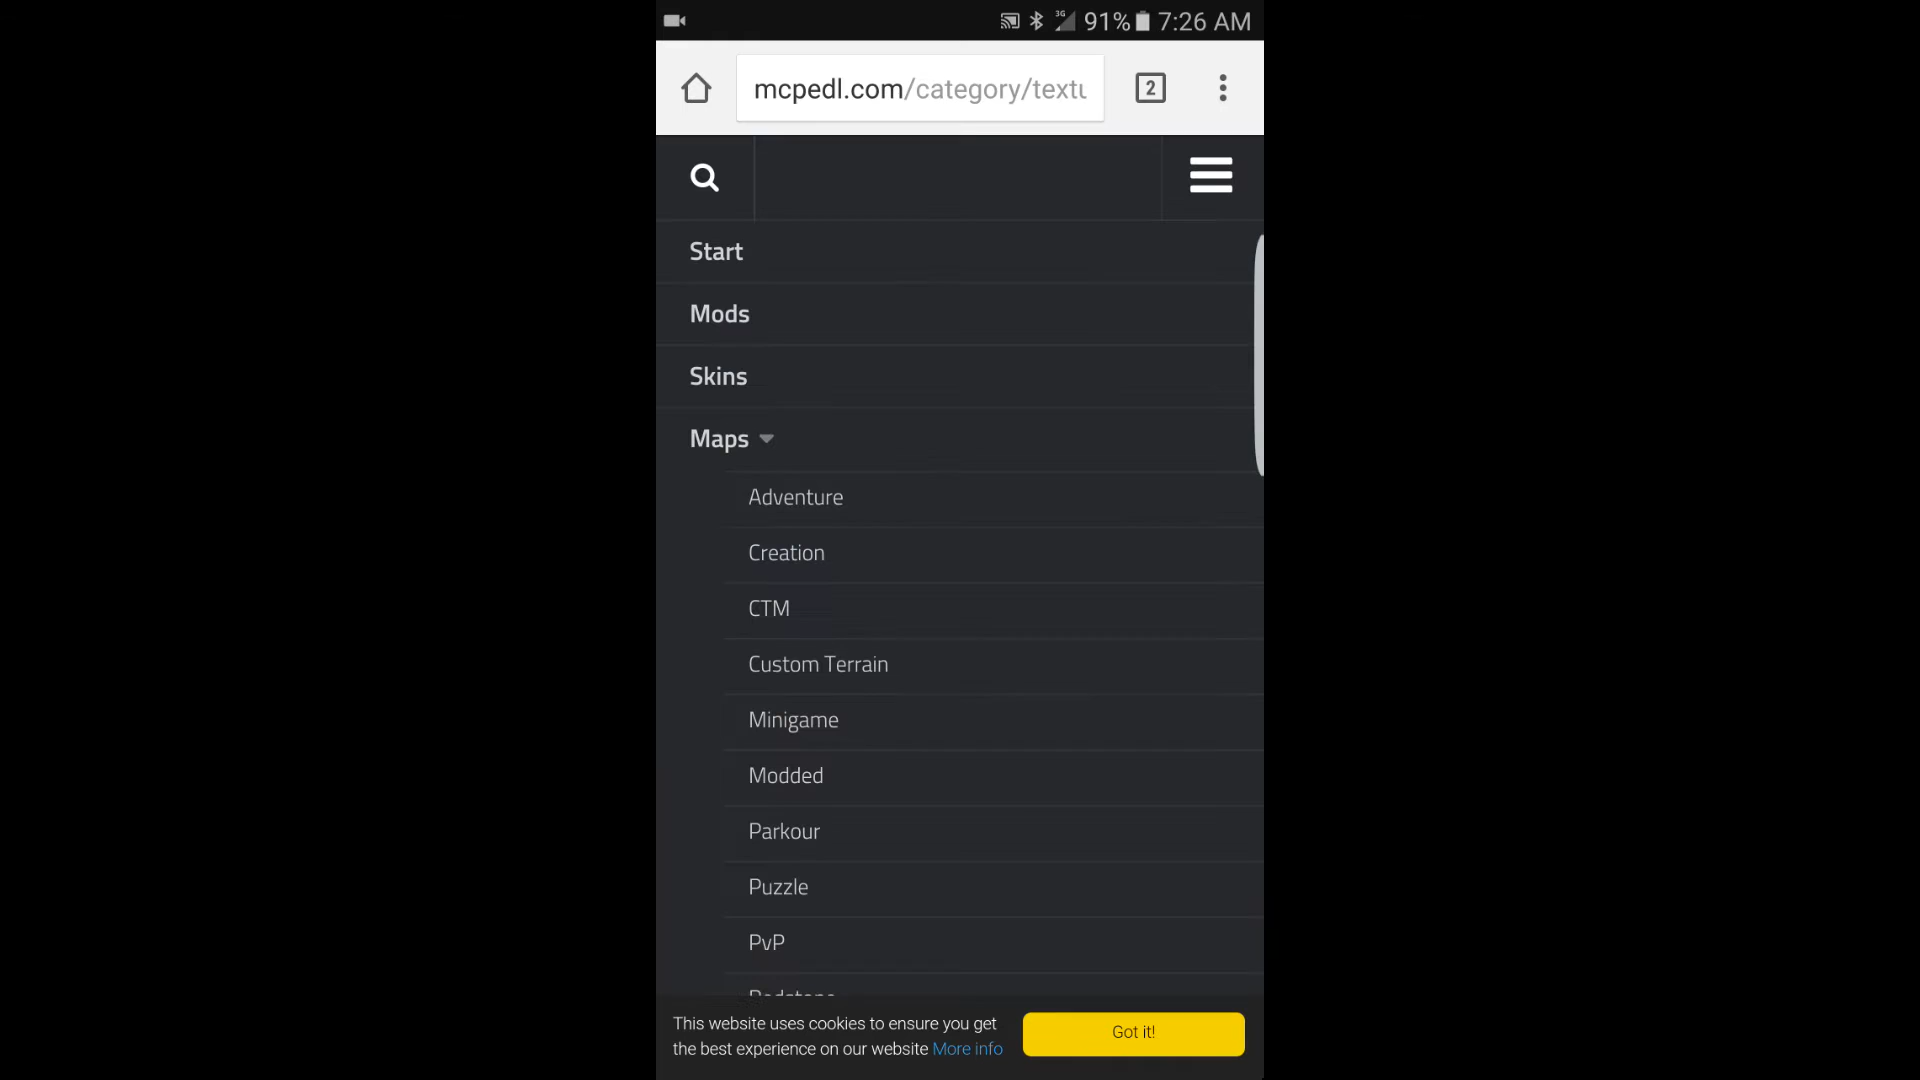 3G 91% 7:26 AM
mcpedl.com/category/textu
2
Start
Mods
Skins
Maps
Adventure
Creation
CTM
Custom Terrain
Minigame
Modded
Parkour
Puzzle
PvP
Redstone
This website uses cookies to ensure you get
the best experience on our website More info
Got it!